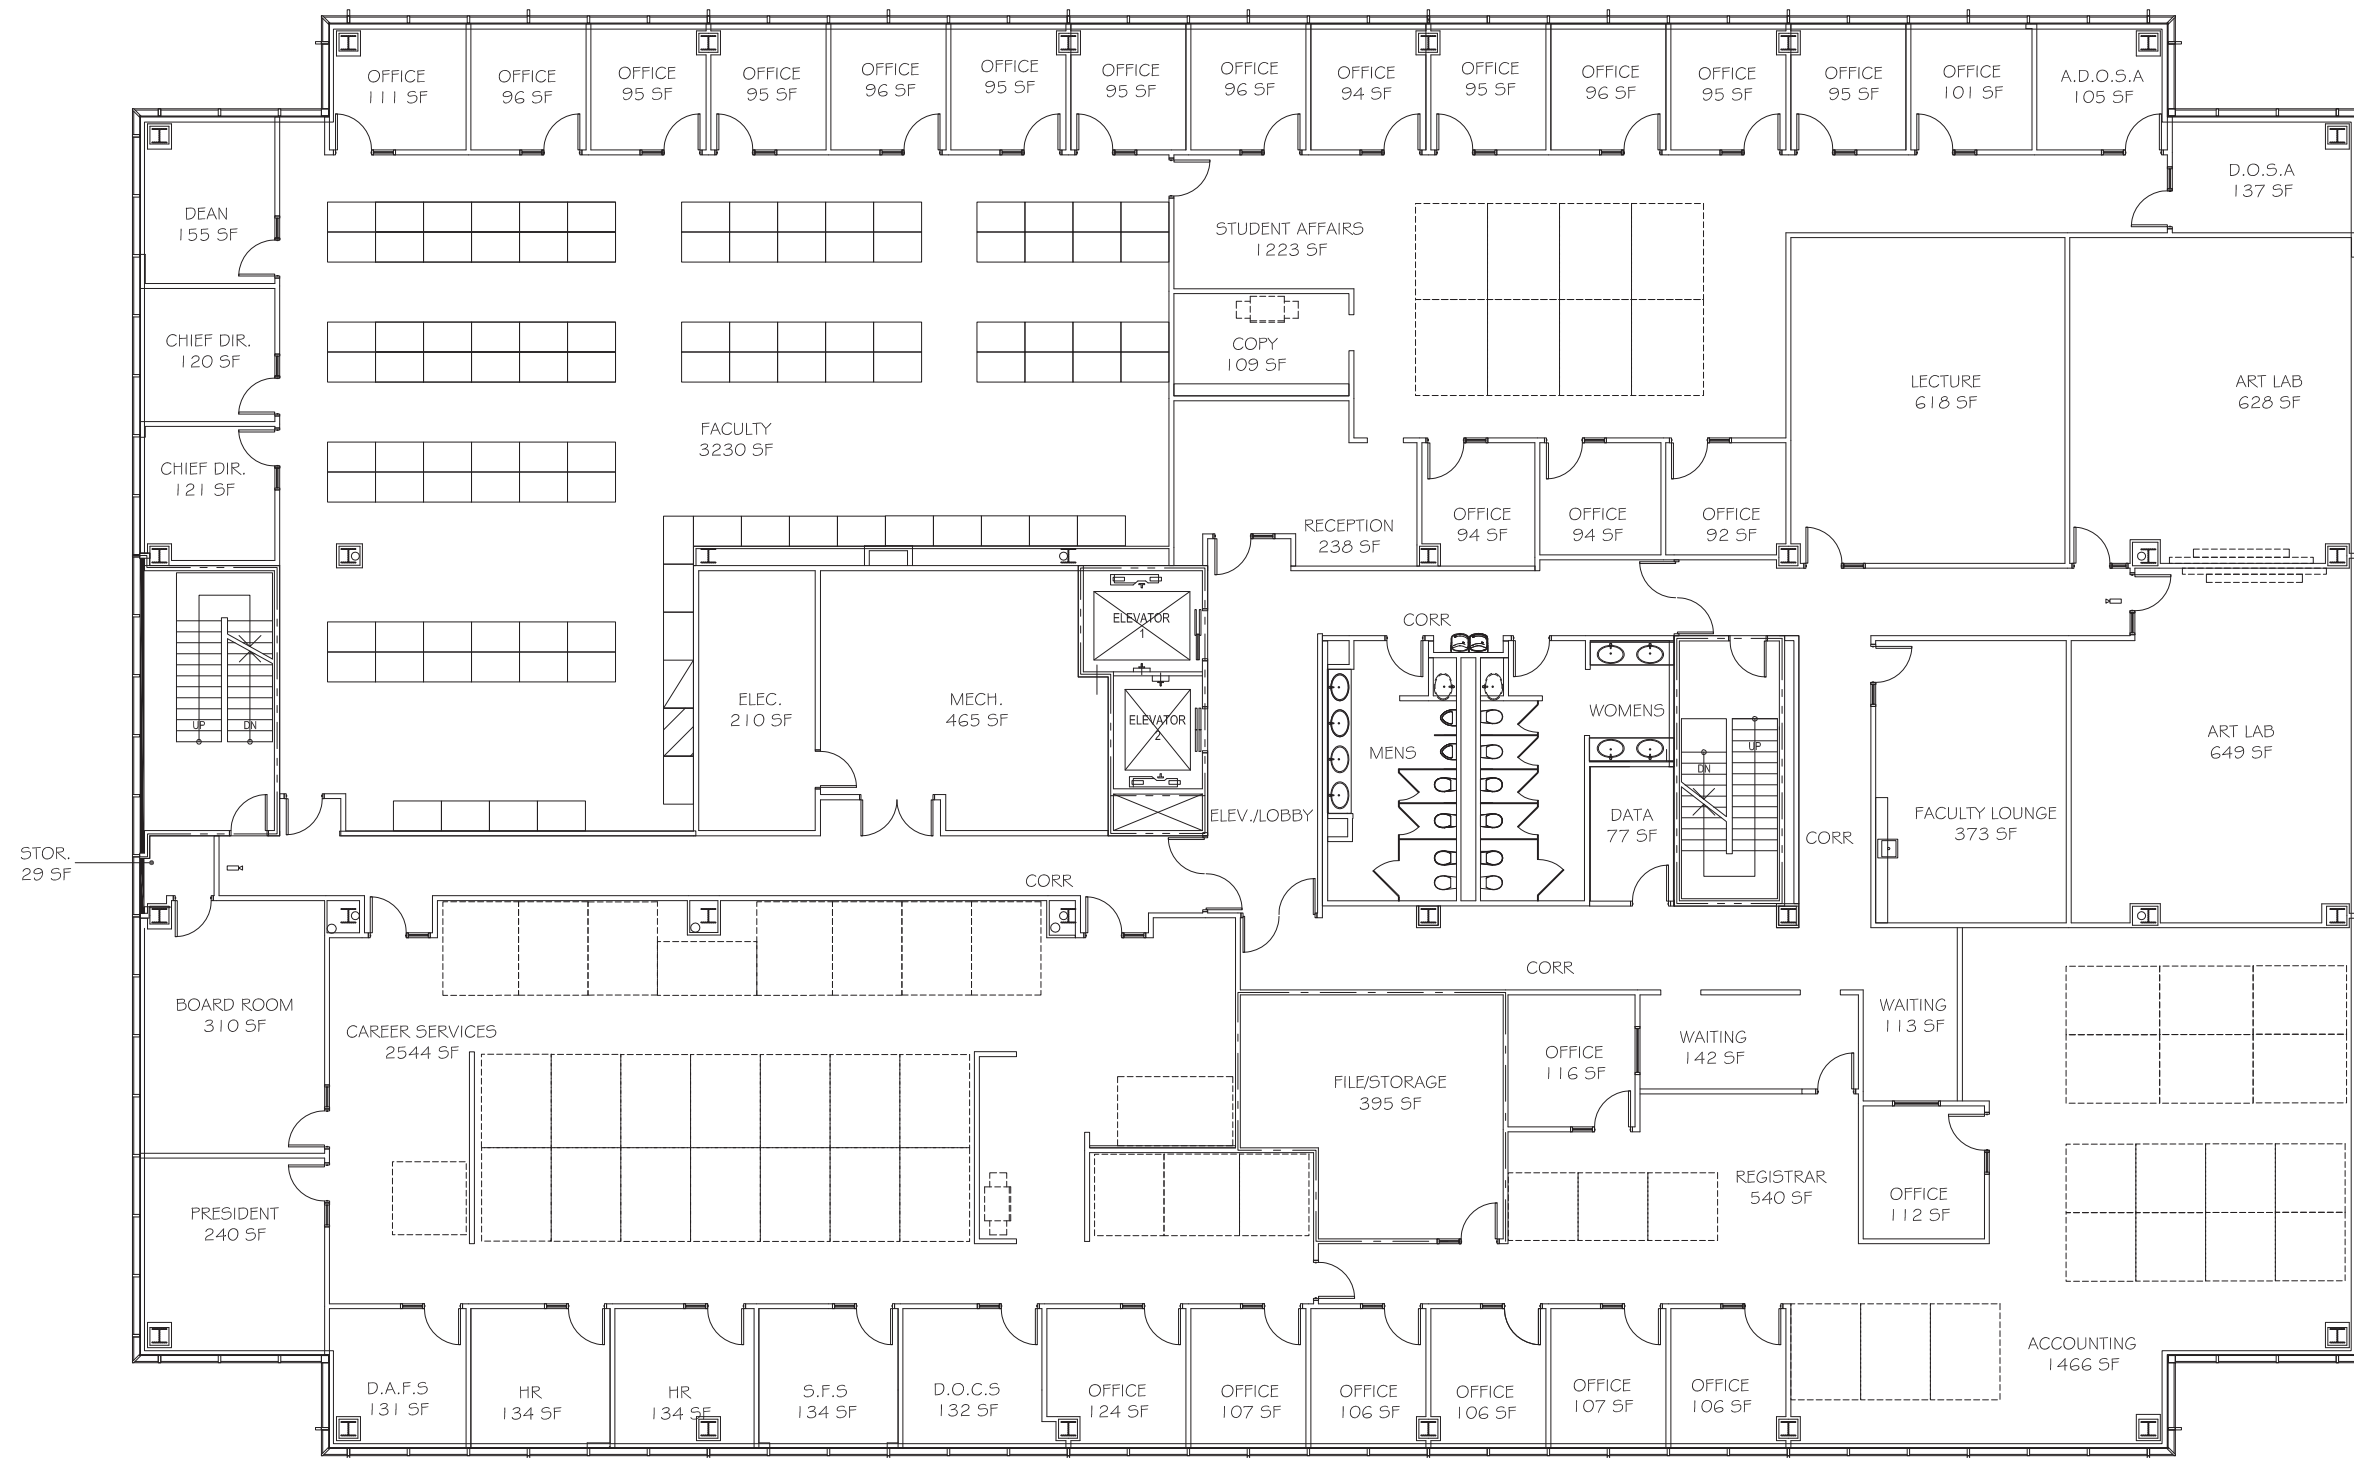 OFFICE
111 SF
OFFICE
96 SF
OFFICE
95 SF
OFFICE
95 SF
OFFICE
96 SF
OFFICE
95 SF
OFFICE
95 SF
OFFICE
96 SF
OFFICE
94 SF
OFFICE
95 SF
OFFICE
96 SF
OFFICE
95 SF
OFFICE
95 SF
OFFICE
101 SF
A.D.O.S.A
105 SF
D.O.S.A
137 SF
DEAN
155 SF
STUDENT AFFAIRS
1223 SF
CHIEF DIR.
120 SF
COPY
109 SF
LECTURE
618 SF
ART LAB
628 SF
FACULTY
3230 SF
CHIEF DIR.
121 SF
RECEPTION
238 SF
OFFICE
94 SF
OFFICE
94 SF
OFFICE
92 SF
ELEVATOR
1
CORR
ELEC.
210 SF
MECH.
465 SF
ELEVATOR
2
WOMENS
MENS
UP
DN
UP
DN
ART LAB
649 SF
ELEV./LOBBY
DATA
77 SF
CORR
FACULTY LOUNGE
373 SF
STOR.
29 SF
CORR
CORR
BOARD ROOM
310 SF
CAREER SERVICES
2544 SF
WAITING
113 SF
WAITING
142 SF
OFFICE
116 SF
FILE/STORAGE
395 SF
REGISTRAR
540 SF
OFFICE
112 SF
PRESIDENT
240 SF
ACCOUNTING
1466 SF
D.A.F.S
131 SF
HR
134 SF
HR
134 SF
S.F.S
134 SF
D.O.C.S
132 SF
OFFICE
124 SF
OFFICE
107 SF
OFFICE
106 SF
OFFICE
106 SF
OFFICE
107 SF
OFFICE
106 SF